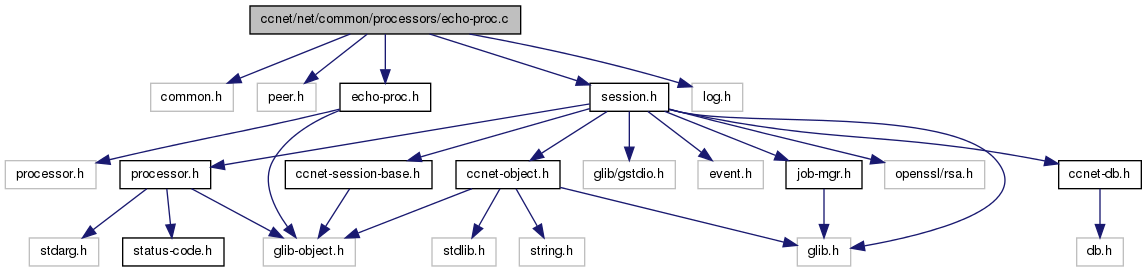 ccnet/net/common/processors/echo-proc.c
common.h
peer.h
echo-proc.h
session.h
log.h
processor.h
processor.h
ccnet-session-base.h
ccnet-object.h
glib/gstdio.h
event.h
job-mgr.h
openssl/rsa.h
ccnet-db.h
stdarg.h
status-code.h
glib-object.h
stdlib.h
string.h
glib.h
db.h